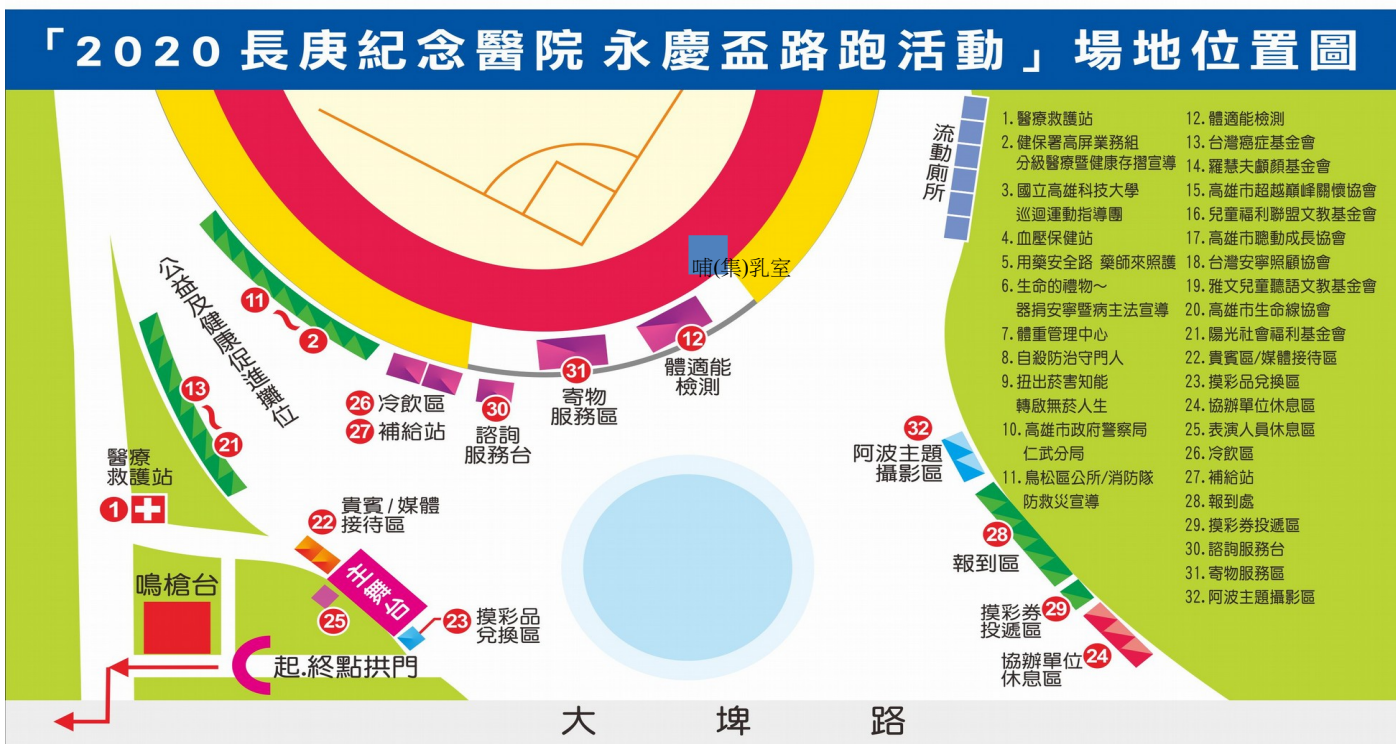 「2020 長庚紀念醫院 永慶盃路跑活動」場地位置圖
流動廁所
哺(集)乳室
公益及健康促進攤位
11
2
13
21
12
體適能
檢測
31
寄物
服務區
30
諮詢
服務台
26 冷飲區
27 補給站
醫療
救護站
1
22 貴賓/媒體
接待區
主舞台
25
23 摸彩品
兌換區
鳴槍台
起.終點拱門
32
阿波主題
攝影區
28
報到區
摸彩券 29
投遞區
協辦單位 24
休息區
大埤路
1. 醫療救護站
2. 健保署高屏業務組
分級醫療暨健康存摺宣導
3. 國立高雄科技大學
巡迴運動指導團
4. 血壓保健站
5. 用藥安全路 藥師來照護
6. 生命的禮物～
器捐安寧暨病主法宣導
7. 體重管理中心
8. 自殺防治守門人
9. 扭出菸害知能
轉啟無菸人生
10. 高雄市政府警察局
仁武分局
11. 鳥松區公所/消防隊
防救災宣導
12. 體適能檢測
13. 台灣癌症基金會
14. 羅慧夫顱顏基金會
15. 高雄市超越巔峰關懷協會
16. 兒童福利聯盟文教基金會
17. 高雄市聰動成長協會
18. 台灣安寧照顧協會
19. 雅文兒童聽語文教基金會
20. 高雄市生命線協會
21. 陽光社會福利基金會
22. 貴賓區/媒體接待區
23. 摸彩品兌換區
24. 協辦單位休息區
25. 表演人員休息區
26. 冷飲區
27. 補給站
28. 報到處
29. 摸彩券投遞區
30. 諮詢服務台
31. 寄物服務區
32. 阿波主題攝影區